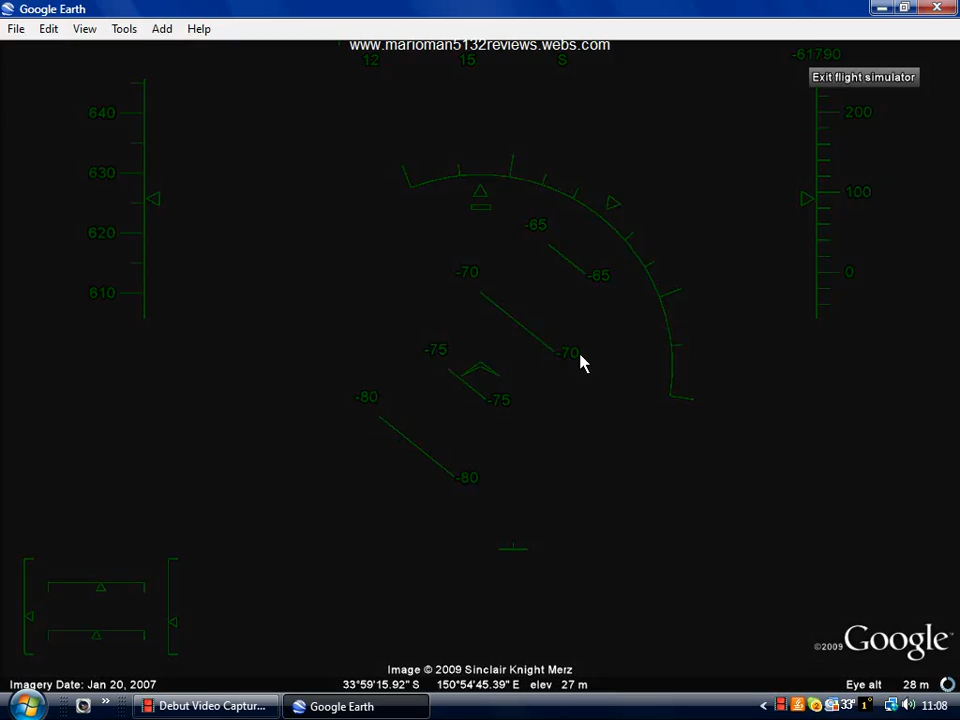 Google Earth
File Edit View Tools Add Help
www.marioman5132reviews.webs.com
12 15 S
-61790
Exit flight simulator
640
630
620
610
200
100
0
-65
-65
-70
-70
-75
-75
-80
-80
©2009 Google
Image © 2009 Sinclair Knight Merz
Imagery Date: Jan 20, 2007 33°59'15.92" S 150°54'45.39" E elev 27 m Eye alt 28 m
Debut Video Captur... Google Earth 33° 1° 11:08